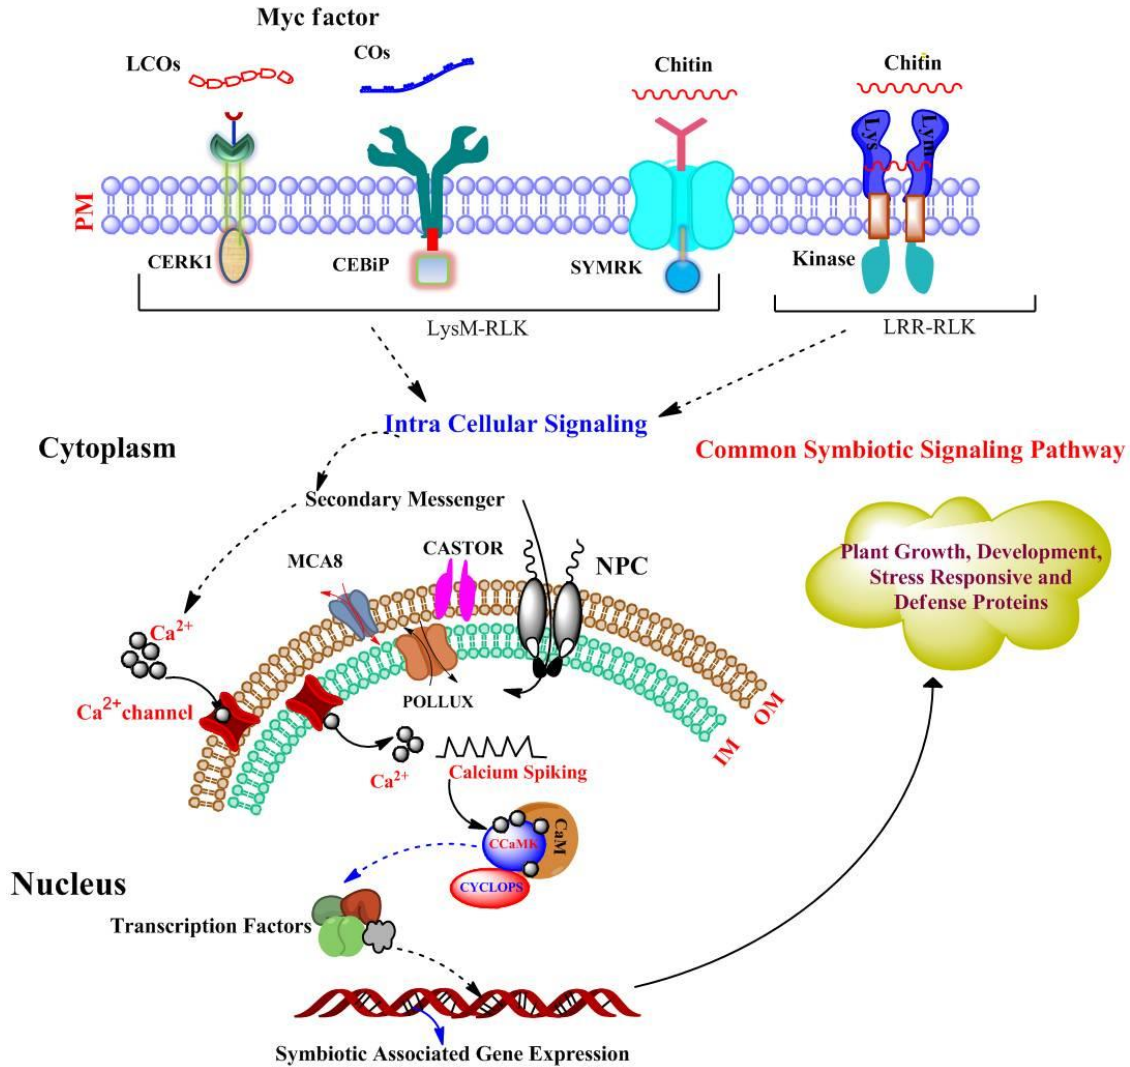 Myc factor
LCOs
COs
Chitin
Chitin
Lys
Lym
PM
CERK1
CEBiP
SYMRK
Kinase
LysM-RLK
LRR-RLK
Intra Cellular Signaling
Cytoplasm
Common Symbiotic Signaling Pathway
Secondary Messenger
MCA8
CASTOR
NPC
Plant Growth, Development,
Stress Responsive and
Defense Proteins
Ca2+
Ca2+channel
POLLUX
OM
IM
Ca2+
Calcium Spiking
CCaMK
CaM
CYCLOPS
Nucleus
Transcription Factors
Symbiotic Associated Gene Expression